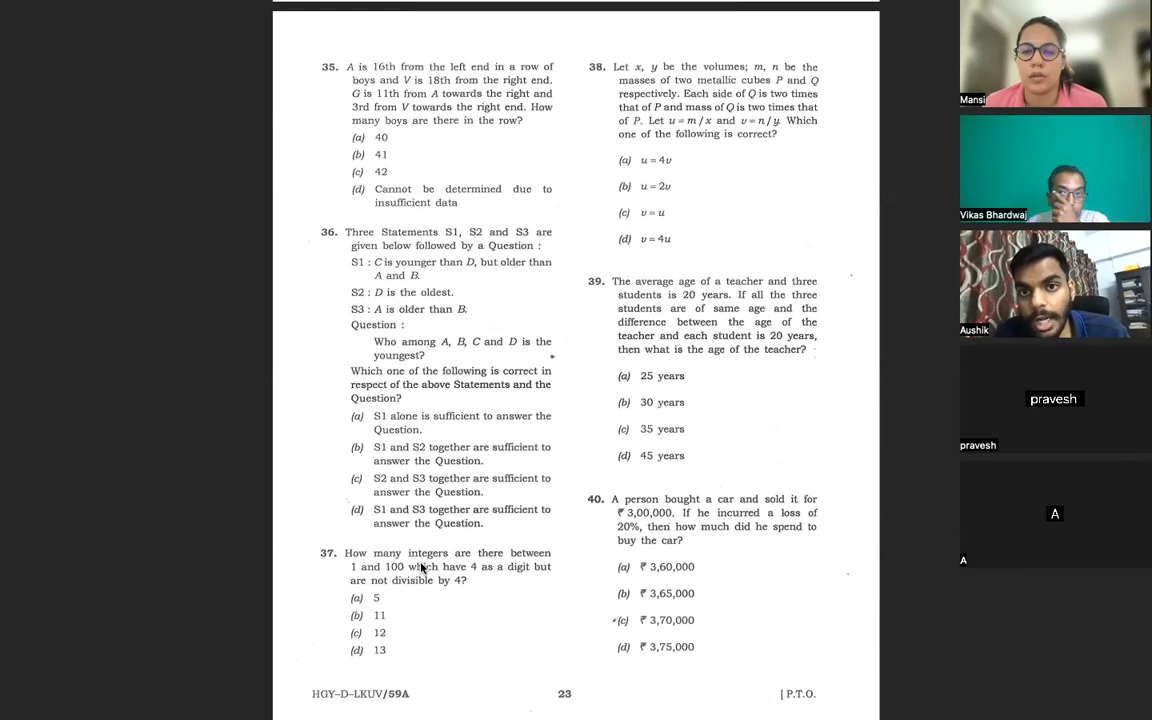 35. A is 16th from the left end in a row of
boys and V is 18th from the right end.
G is 11th from A towards the right and
3rd from V towards the right end. How
many boys are there in the row?
(a) 40
(b) 41
(c) 42
(d) Cannot be determined due to
insufficient data
36. Three Statements S1, S2 and S3 are
given below followed by a Question :
S1 : C is younger than D, but older than
A and B.
S2 : D is the oldest.
S3 : A is older than B.
Question :
Who among A, B, C and D is the
youngest?
Which one of the following is correct in
respect of the above Statements and the
Question?
(a) S1 alone is sufficient to answer the
Question.
(b) S1 and S2 together are sufficient to
answer the Question.
(c) S2 and S3 together are sufficient to
answer the Question.
(d) S1 and S3 together are sufficient to
answer the Question.
37. How many integers are there between
1 and 100 which have 4 as a digit but
are not divisible by 4?
(a) 5
(b) 11
(c) 12
(d) 13
38. Let x, y be the volumes; m, n be the
masses of two metallic cubes P and Q
respectively. Each side of Q is two times
that of P and mass of Q is two times that
of P. Let u = m / x and v = n / y. Which
one of the following is correct?
(a) u = 4v
(b) u = 2v
(c) v = u
(d) v = 4u
39. The average age of a teacher and three
students is 20 years. If all the three
students are of same age and the
difference between the age of the
teacher and each student is 20 years,
then what is the age of the teacher?
(a) 25 years
(b) 30 years
(c) 35 years
(d) 45 years
40. A person bought a car and sold it for
₹ 3,00,000. If he incurred a loss of
20%, then how much did he spend to
buy the car?
(a) ₹ 3,60,000
(b) ₹ 3,65,000
(c) ₹ 3,70,000
(d) ₹ 3,75,000
HGY–D–LKUV/59A
23
[ P.T.O.
Mansi
Vikas Bhardwaj
Aushik
pravesh
pravesh
A
A